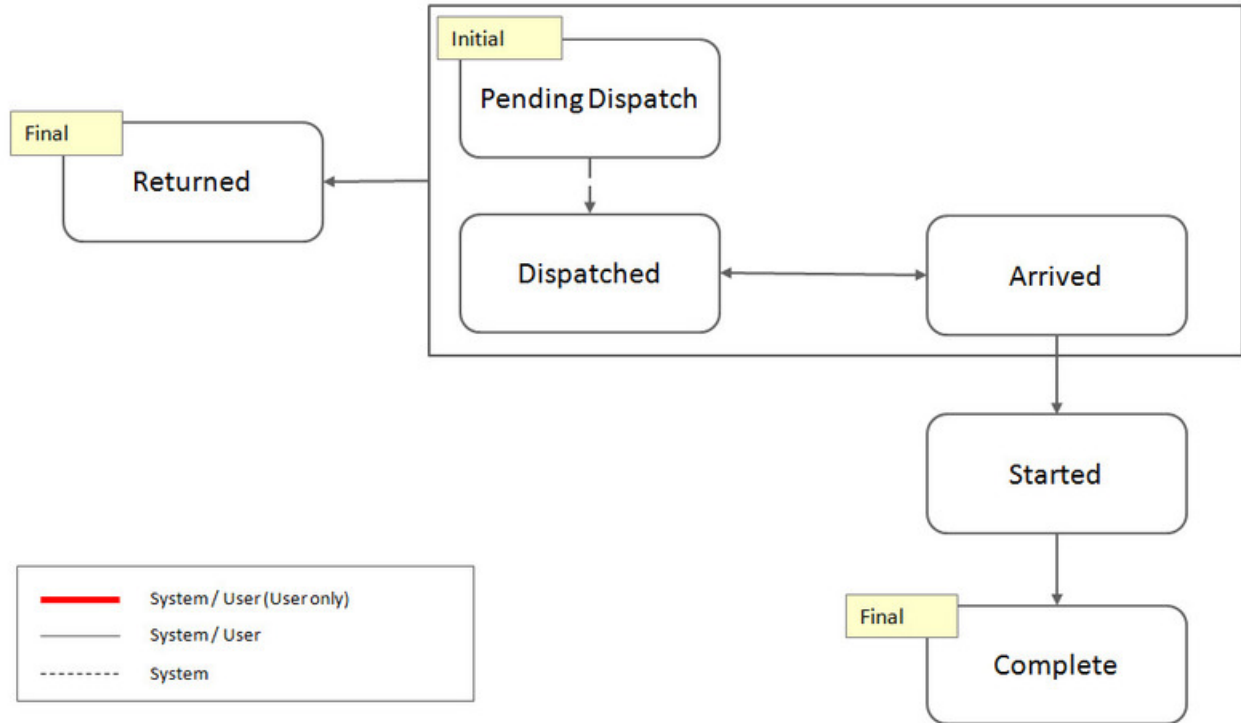 Initial
Pending Dispatch
Final
Returned
Dispatched
Arrived
Started
System / User (User only)
System / User
System
Final
Complete